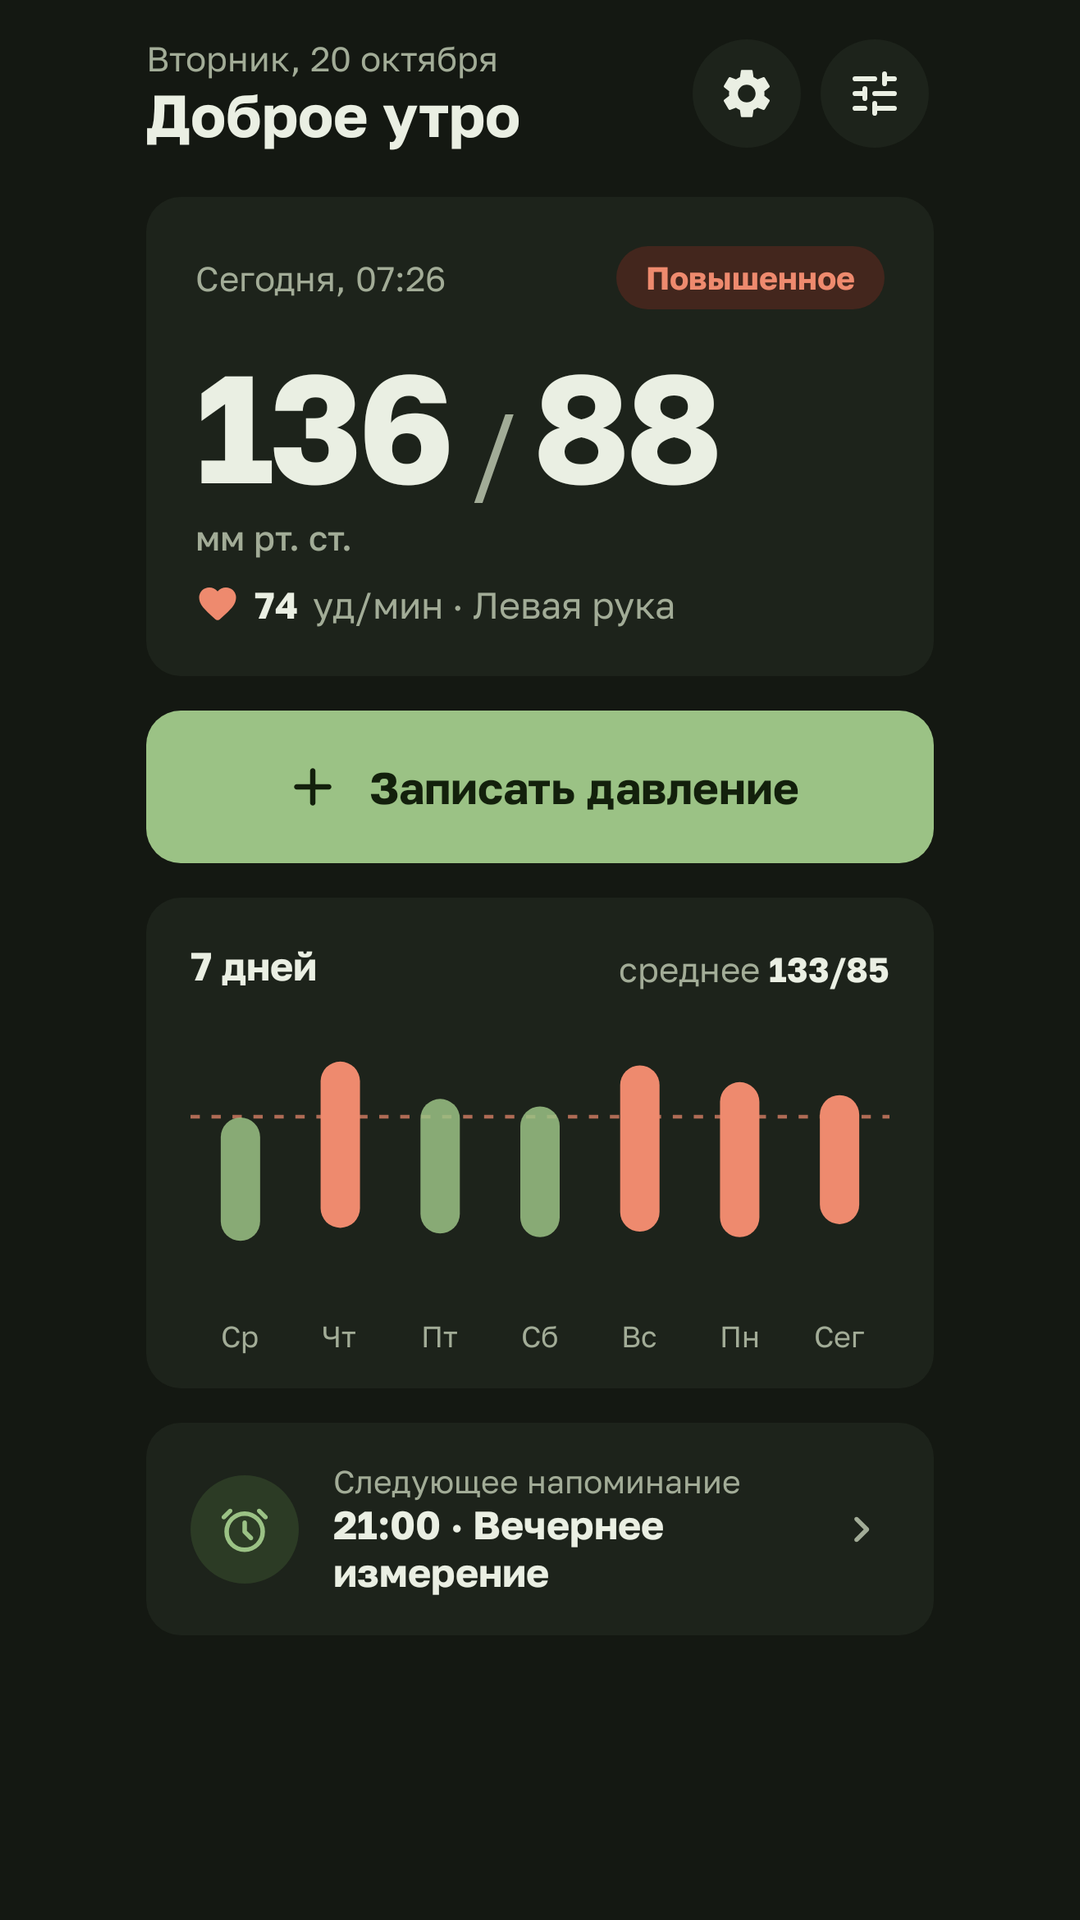 Вторник, 20 октября
Доброе утро
Сегодня, 07:26
Повышенное
136 / 88
мм рт. ст.
74 уд/мин · Левая рука
Записать давление
7 дней
среднее 133/85
Ср Чт Пт Сб Вс Пн Сег
Следующее напоминание
21:00 · Вечернее
измерение